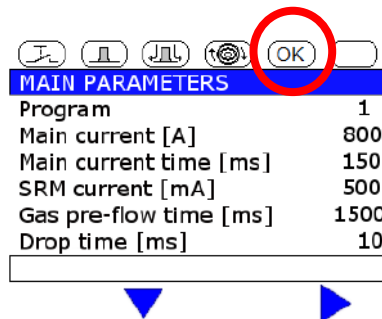 OK
MAIN PARAMETERS
Program 1
Main current [A] 800
Main current time [ms] 150
SRM current [mA] 500
Gas pre-flow time [ms] 1500
Drop time [ms] 10